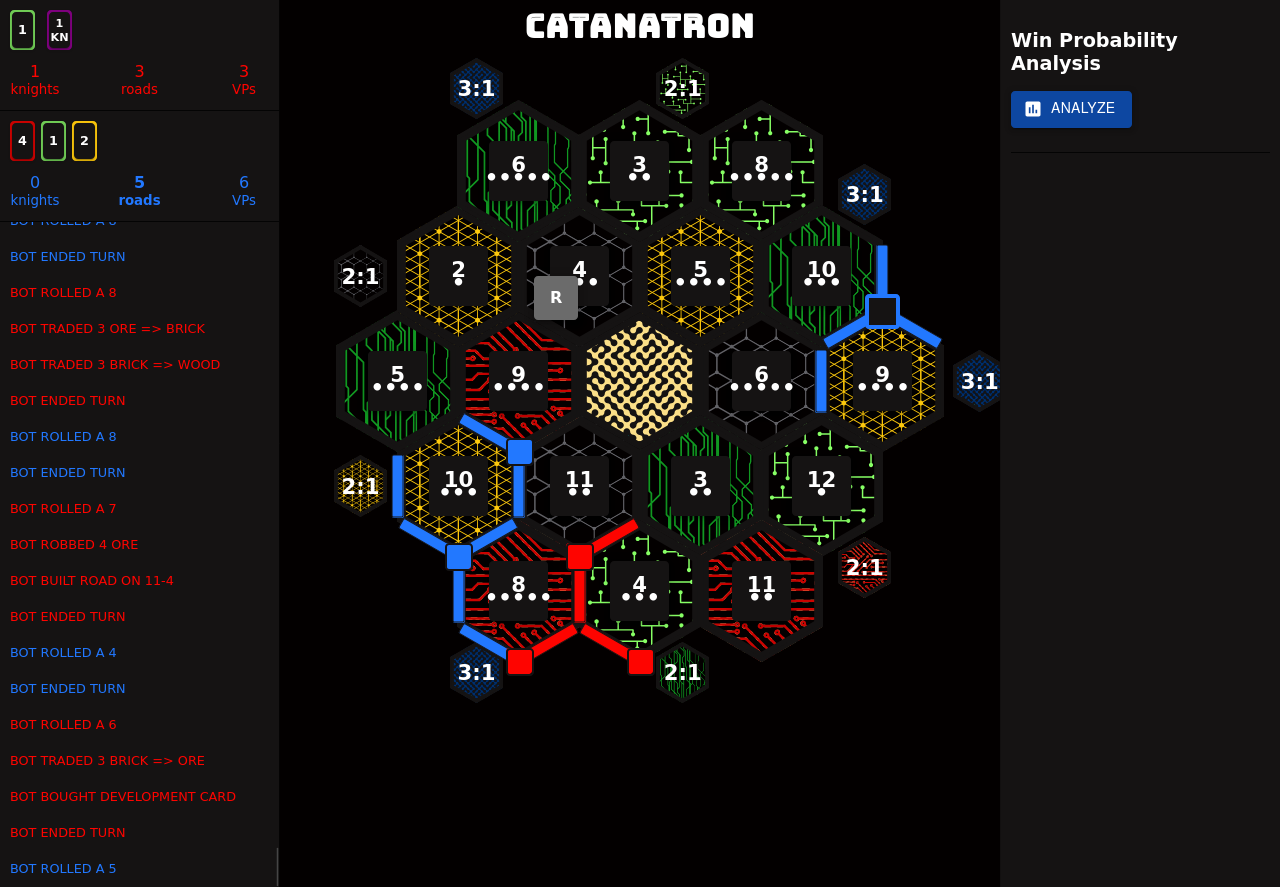 1
1
KN
1
3
3
knights
roads
VPs
4
1
2
0
5
6
knights
roads
VPs
BOT ENDED TURN
BOT ROLLED A 8
BOT TRADED 3 ORE => BRICK
BOT TRADED 3 BRICK => WOOD
BOT ENDED TURN
BOT ROLLED A 8
BOT ENDED TURN
BOT ROLLED A 7
BOT ROBBED 4 ORE
BOT BUILT ROAD ON 11-4
BOT ENDED TURN
BOT ROLLED A 4
BOT ENDED TURN
BOT ROLLED A 6
BOT TRADED 3 BRICK => ORE
BOT BOUGHT DEVELOPMENT CARD
BOT ENDED TURN
BOT ROLLED A 5
CATANATRON
3:1
2:1
6
3
8
3:1
2:1
2
4
5
10
R
5
9
6
9
3:1
2:1
10
11
3
12
8
4
11
2:1
3:1
2:1
Win Probability
Analysis
ANALYZE